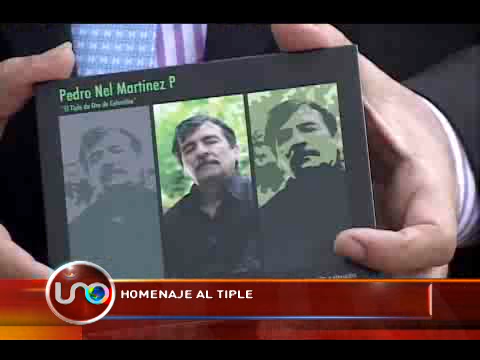 Pedro Nel Martínez P
"El Tiple de Oro de Colombia"
UNO
HOMENAJE AL TIPLE